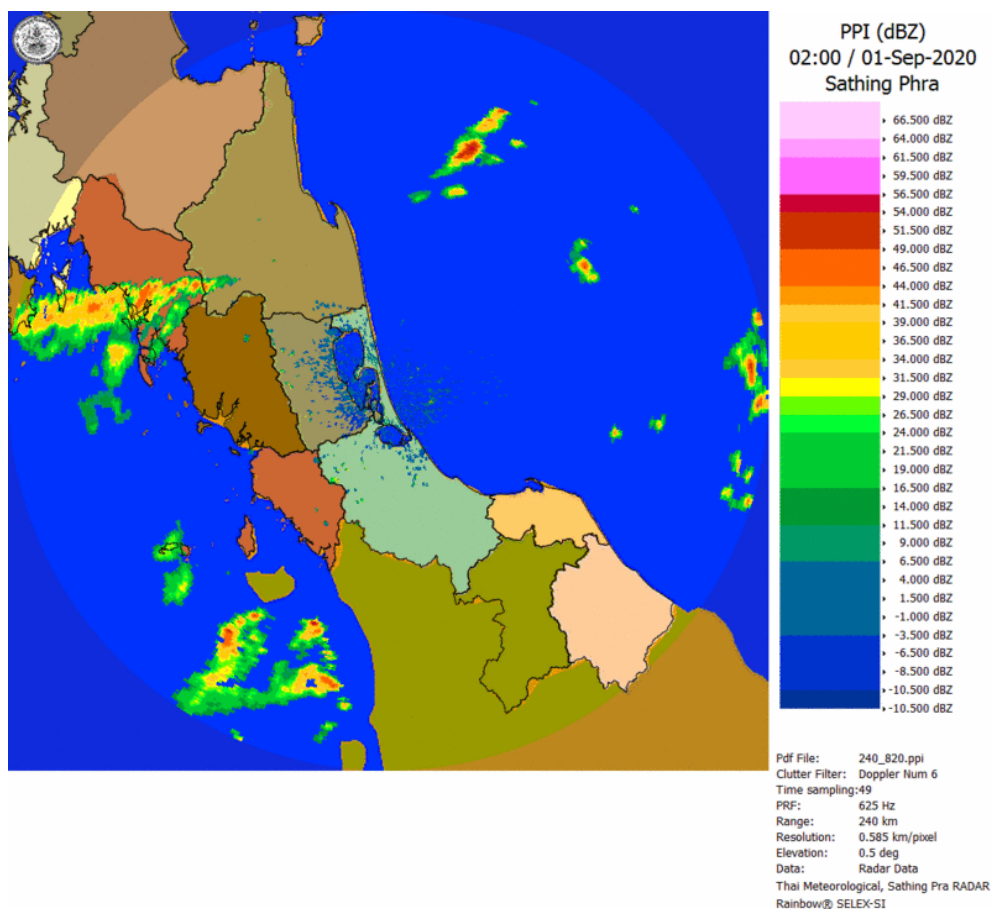 PPI (dBZ)
02:00 / 01-Sep-2020
Sathing Phra
66.500 dBZ
64.000 dBZ
61.500 dBZ
59.500 dBZ
56.500 dBZ
54.000 dBZ
51.500 dBZ
49.000 dBZ
46.500 dBZ
44.000 dBZ
41.500 dBZ
39.000 dBZ
36.500 dBZ
34.000 dBZ
31.500 dBZ
29.000 dBZ
26.500 dBZ
24.000 dBZ
21.500 dBZ
19.000 dBZ
16.500 dBZ
14.000 dBZ
11.500 dBZ
9.000 dBZ
6.500 dBZ
4.000 dBZ
1.500 dBZ
-1.000 dBZ
-3.500 dBZ
-6.500 dBZ
-8.500 dBZ
-10.500 dBZ
-10.500 dBZ
Pdf File: 240_820.ppi
Clutter Filter: Doppler Num 6
Time sampling:49
PRF: 625 Hz
Range: 240 km
Resolution: 0.585 km/pixel
Elevation: 0.5 deg
Data: Radar Data
Thai Meteorological, Sathing Pra RADAR
Rainbow® SELEX-SI